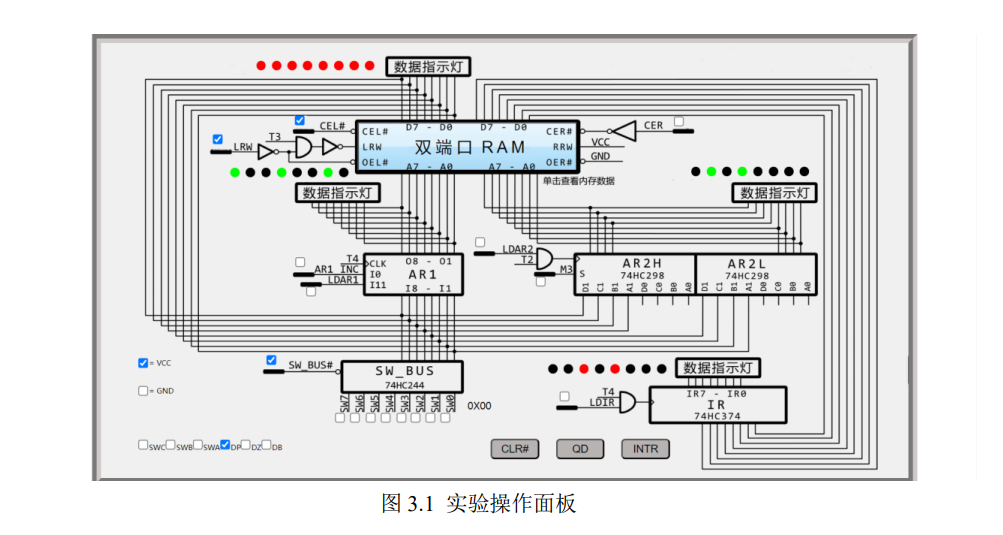 数据指示灯
CEL#
CEL#
D7 - D0
D7 - D0
CER#
CER
T3
LRW
LRW
双端口 RAM
RRW
VCC
OEL#
A7 - A0
A7 - A0
OER#
GND
单击查看内存数据
数据指示灯
数据指示灯
T4
CLK
O8 - O1
AR1 INC
I0
AR1
LDAR1
I11
I8 - I1
LDAR2
T2
M3
S
AR2H
74HC298
D1 C1 B1 A1 D0 C0 B0 A0
AR2L
74HC298
D1 C1 B1 A1 D0 C0 B0 A0
= VCC
= GND
SW_BUS#
SW_BUS
74HC244
SW7 SW6 SW5 SW4 SW3 SW2 SW1 SW0
0X00
数据指示灯
T4
LDIR
IR7 - IR0
IR
74HC374
SWC SWB SWA DP DZ DB
CLR#
QD
INTR
图 3.1 实验操作面板